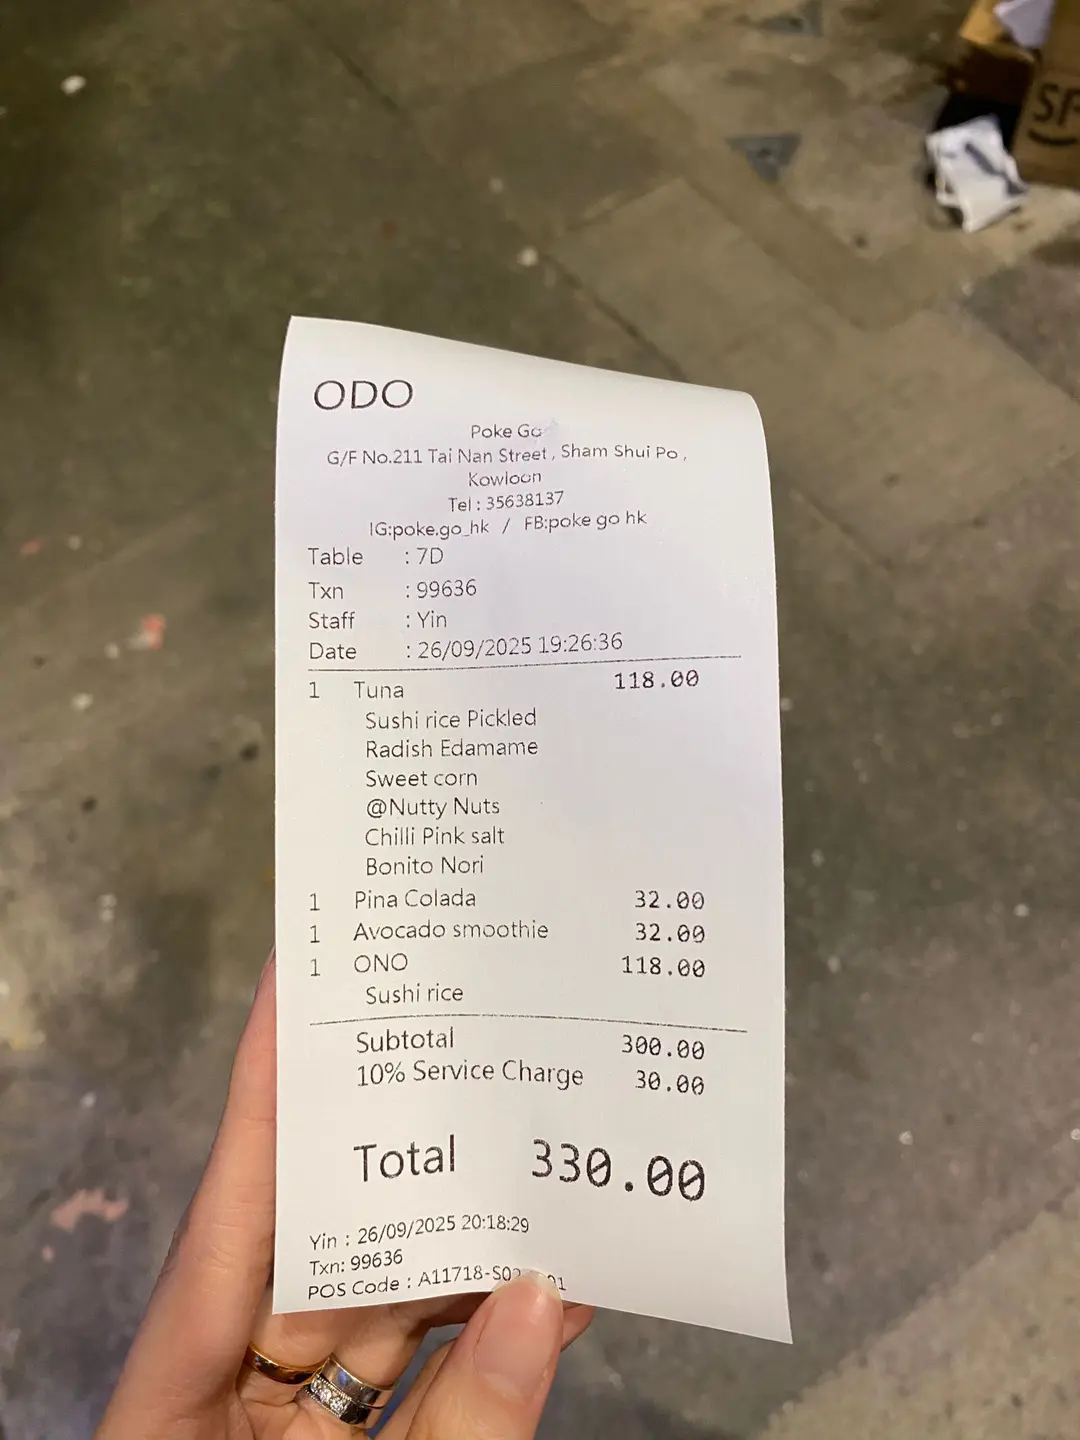 SF
ODO
Poke Go
G/F No.211 Tai Nan Street , Sham Shui Po ,
Kowloon
Tel : 35638137
IG:poke.go_hk / FB:poke go hk
Table : 7D
Txn : 99636
Staff : Yin
Date : 26/09/2025 19:26:36
1 Tuna 118.00
Sushi rice Pickled
Radish Edamame
Sweet corn
@Nutty Nuts
Chilli Pink salt
Bonito Nori
1 Pina Colada 32.00
1 Avocado smoothie 32.00
1 ONO 118.00
Sushi rice
Subtotal 300.00
10% Service Charge 30.00
Total 330.00
Yin : 26/09/2025 20:18:29
Txn: 99636
POS Code :